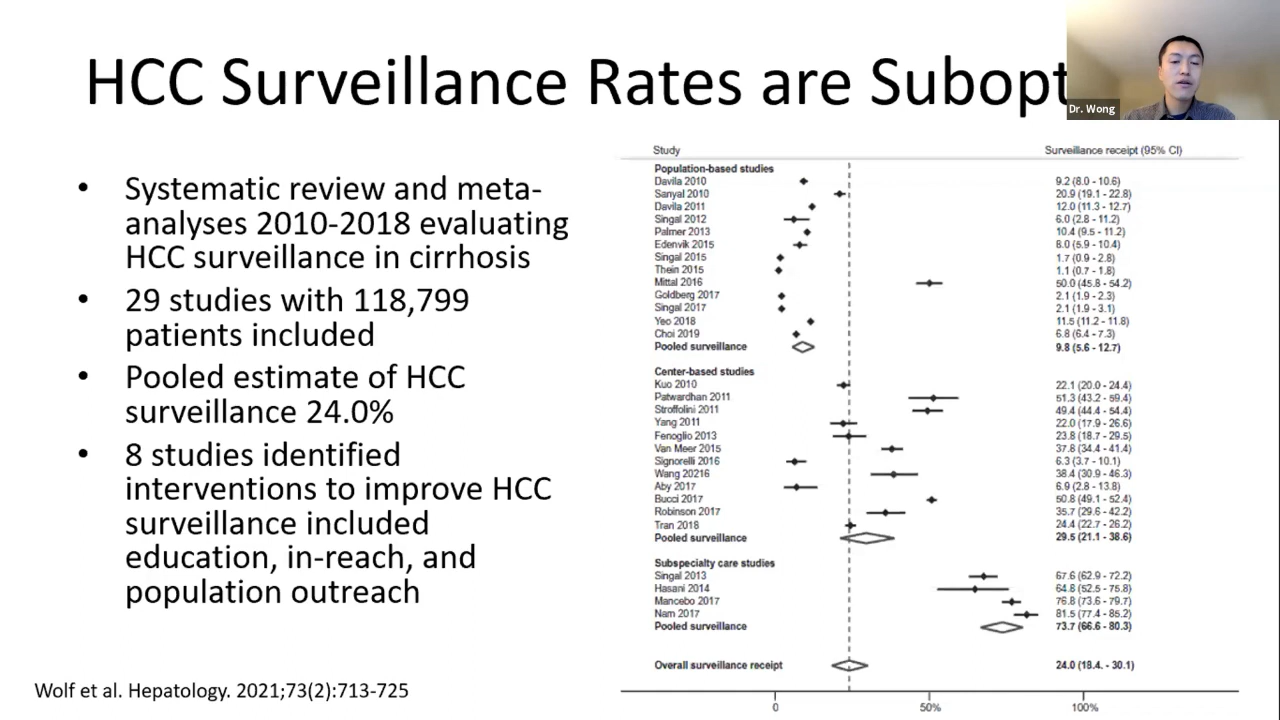 HCC Surveillance Rates are Subopt
Dr. Wong
• Systematic review and meta-
analyses 2010-2018 evaluating
HCC surveillance in cirrhosis
• 29 studies with 118,799
patients included
• Pooled estimate of HCC
surveillance 24.0%
• 8 studies identified
interventions to improve HCC
surveillance included
education, in-reach, and
population outreach
Wolf et al. Hepatology. 2021;73(2):713-725
Study Surveillance receipt (95% CI)
Population-based studies
Davila 2010 9.2 (8.0 - 10.6)
Sanyal 2010 20.9 (19.1 - 22.8)
Davila 2011 12.0 (11.3 - 12.7)
Singal 2012 6.0 (2.8 - 11.2)
Palmer 2013 10.4 (9.5 - 11.2)
Edenvik 2015 8.0 (5.9 - 10.4)
Singal 2015 1.7 (0.9 - 2.8)
Thein 2015 1.1 (0.7 - 1.8)
Mittal 2016 50.0 (45.8 - 54.2)
Goldberg 2017 2.1 (1.9 - 2.3)
Singal 2017 2.1 (1.9 - 3.1)
Yeo 2018 11.5 (11.2 - 11.8)
Choi 2019 6.8 (6.4 - 7.3)
Pooled surveillance 9.8 (5.6 - 12.7)
Center-based studies
Kuo 2010 22.1 (20.0 - 24.4)
Patwardhan 2011 51.3 (43.2 - 59.4)
Stroffolini 2011 49.4 (44.4 - 54.4)
Yang 2011 22.0 (17.9 - 26.6)
Fenoglio 2013 23.8 (18.7 - 29.5)
Van Meer 2015 37.8 (34.4 - 41.4)
Signorelli 2016 6.3 (3.7 - 10.1)
Wang 20216 38.4 (30.9 - 46.3)
Aby 2017 6.9 (2.8 - 13.8)
Bucci 2017 50.8 (49.1 - 52.4)
Robinson 2017 35.7 (29.6 - 42.2)
Tran 2018 24.4 (22.7 - 26.2)
Pooled surveillance 29.5 (21.1 - 38.6)
Subspecialty care studies
Singal 2013 67.6 (62.9 - 72.2)
Hasani 2014 64.8 (52.5 - 75.8)
Mancebo 2017 76.8 (73.6 - 79.7)
Nam 2017 81.5 (77.4 - 85.2)
Pooled surveillance 73.7 (66.6 - 80.3)
Overall surveillance receipt 24.0 (18.4. - 30.1)
0 50% 100%